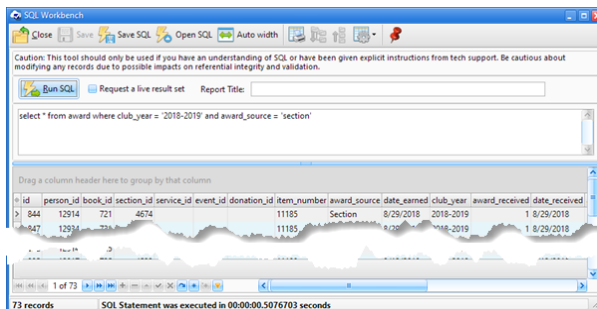 SQL Workbench
Close Save Save SQL Open SQL Auto width
Caution: This tool should only be used if you have an understanding of SQL or have been given explicit instructions from tech support. Be cautious about
modifying any records due to possible impacts on referential integrity and validation.
Run SQL Request a live result set Report Title:
select * from award where club_year = '2018-2019' and award_source = 'section'
Drag a column header here to group by that column
id person_id book_id section_id service_id event_id donation_id item_number award_source date_earned club_year award_received date_received
844 12914 721 4674 11185 Section 8/29/2018 2018-2019 1 8/29/2018
847 12934 11185 1 8/29/2018
1 of 73
73 records SQL Statement was executed in 00:00:00.5076703 seconds